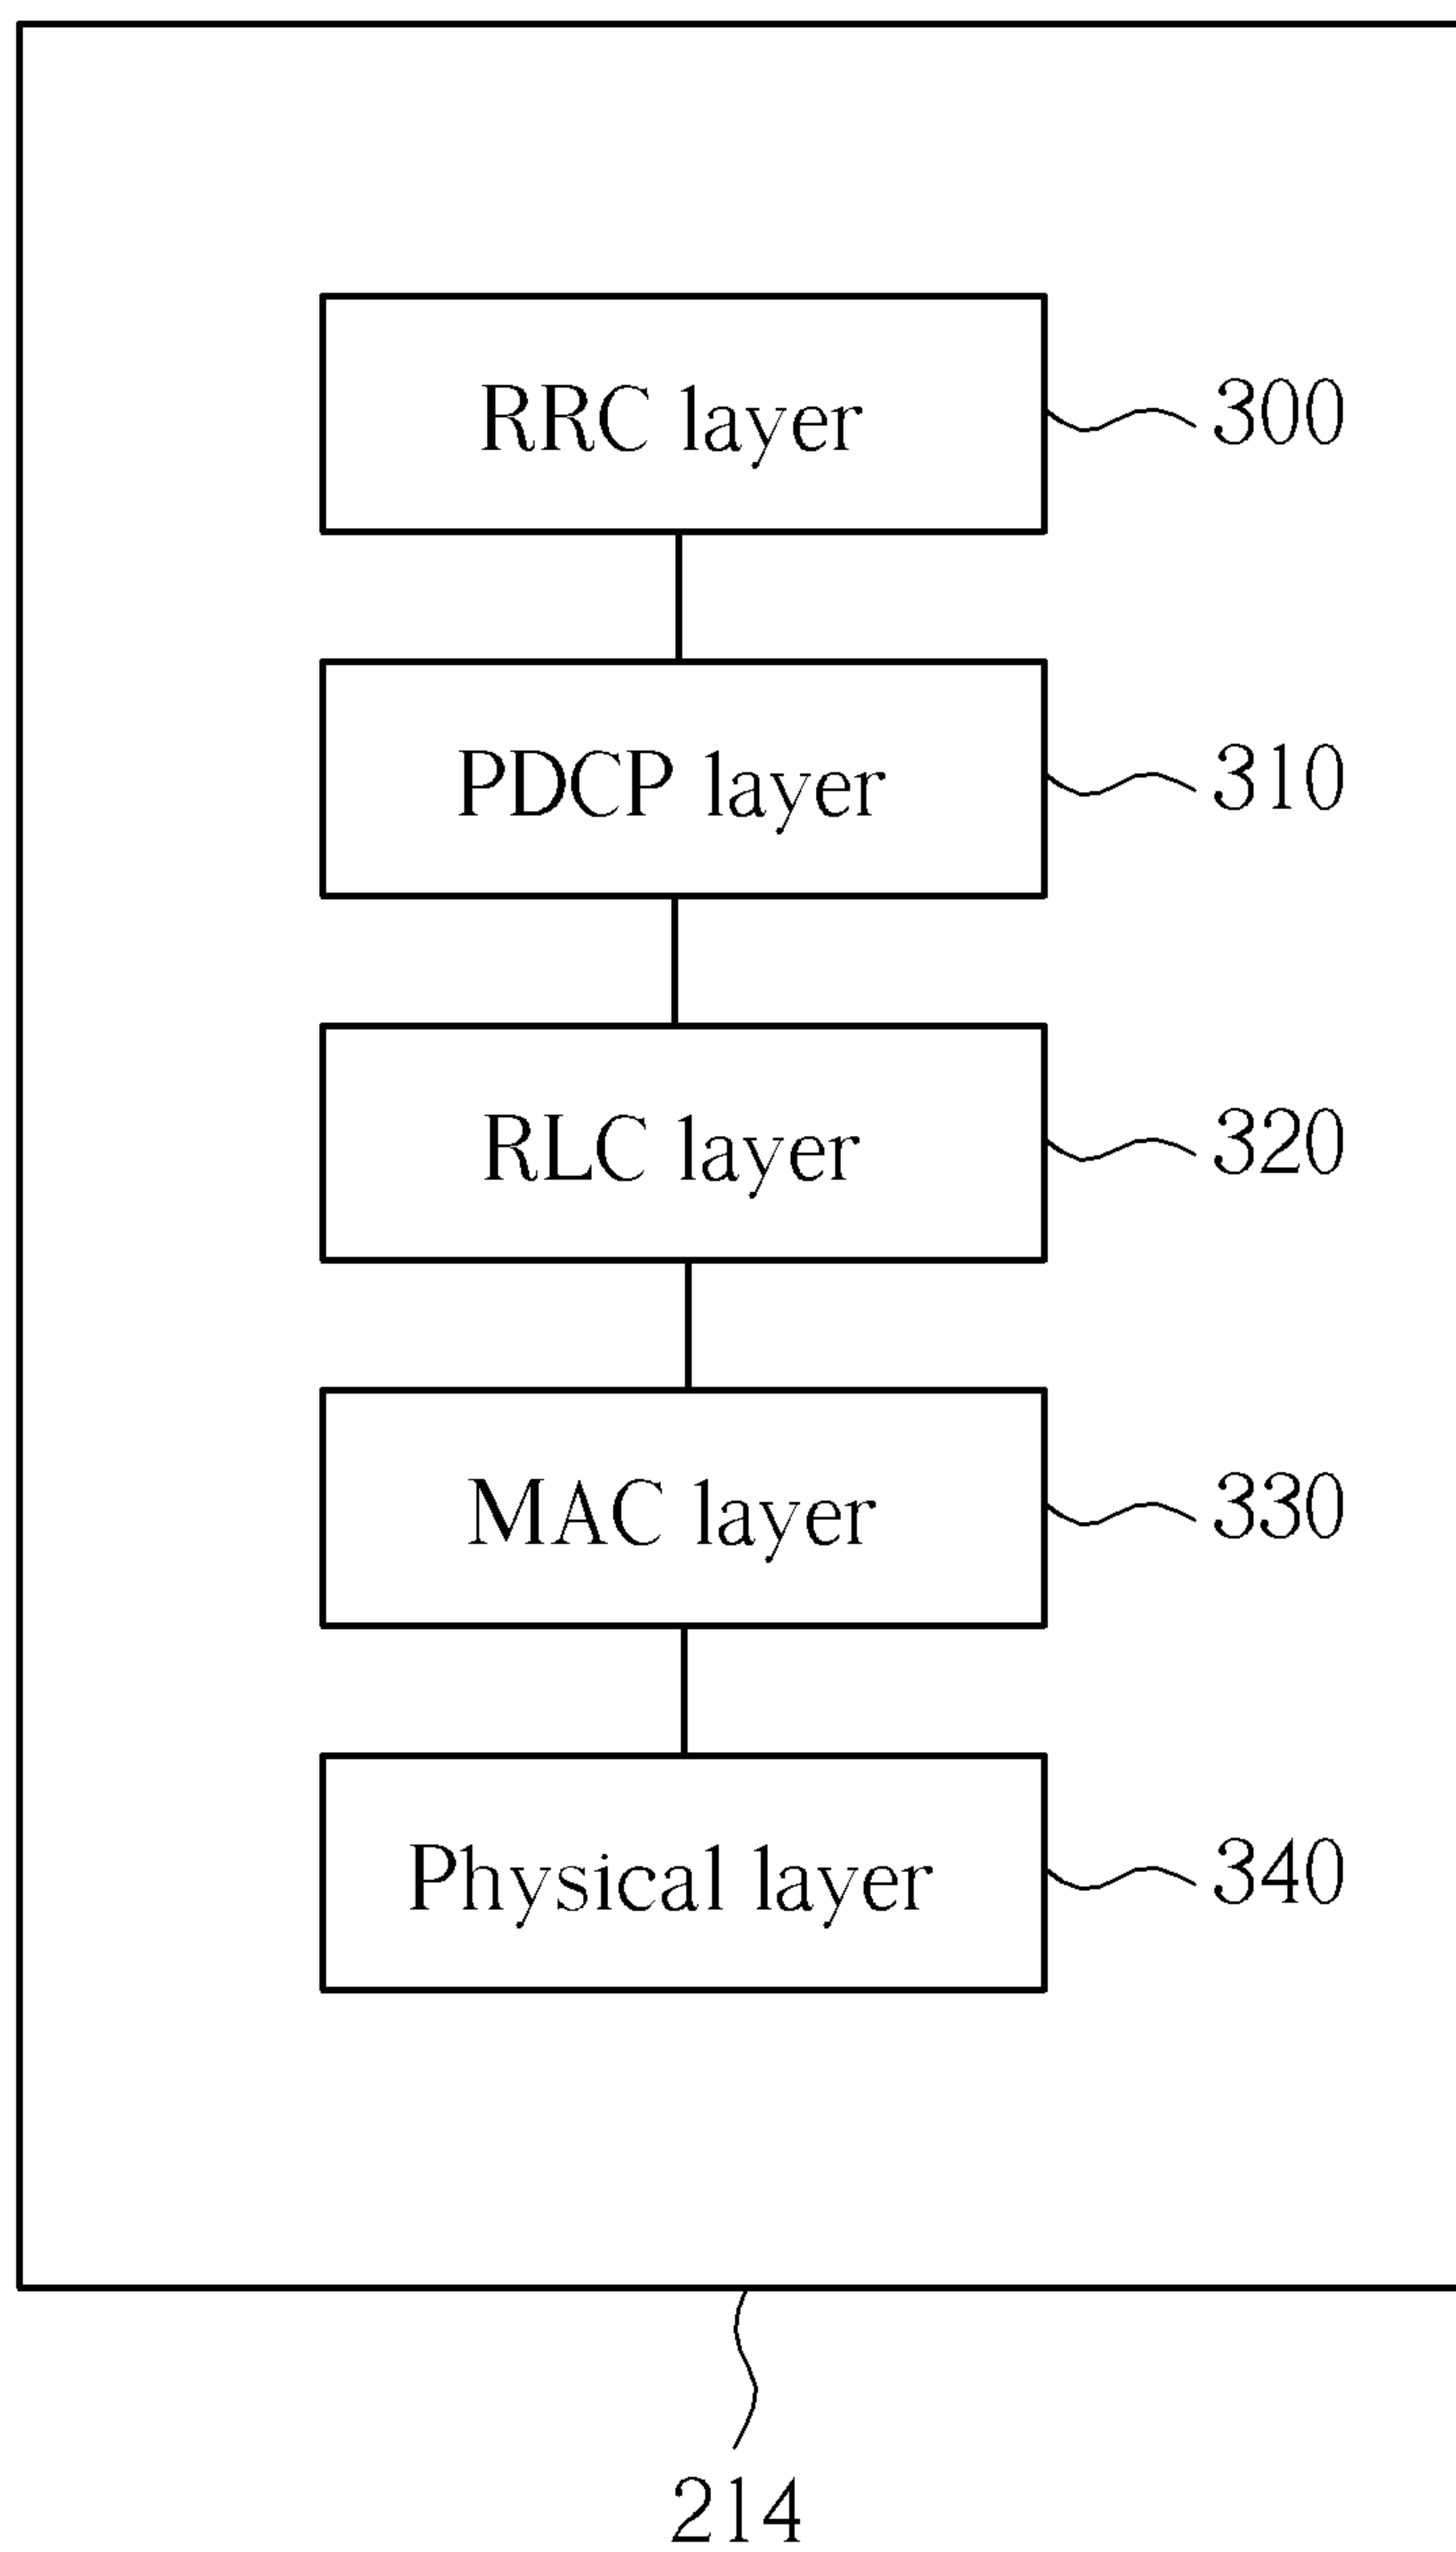 RRC layer
300
PDCP layer
310
RLC layer
320
MAC layer
330
Physical layer
340
214